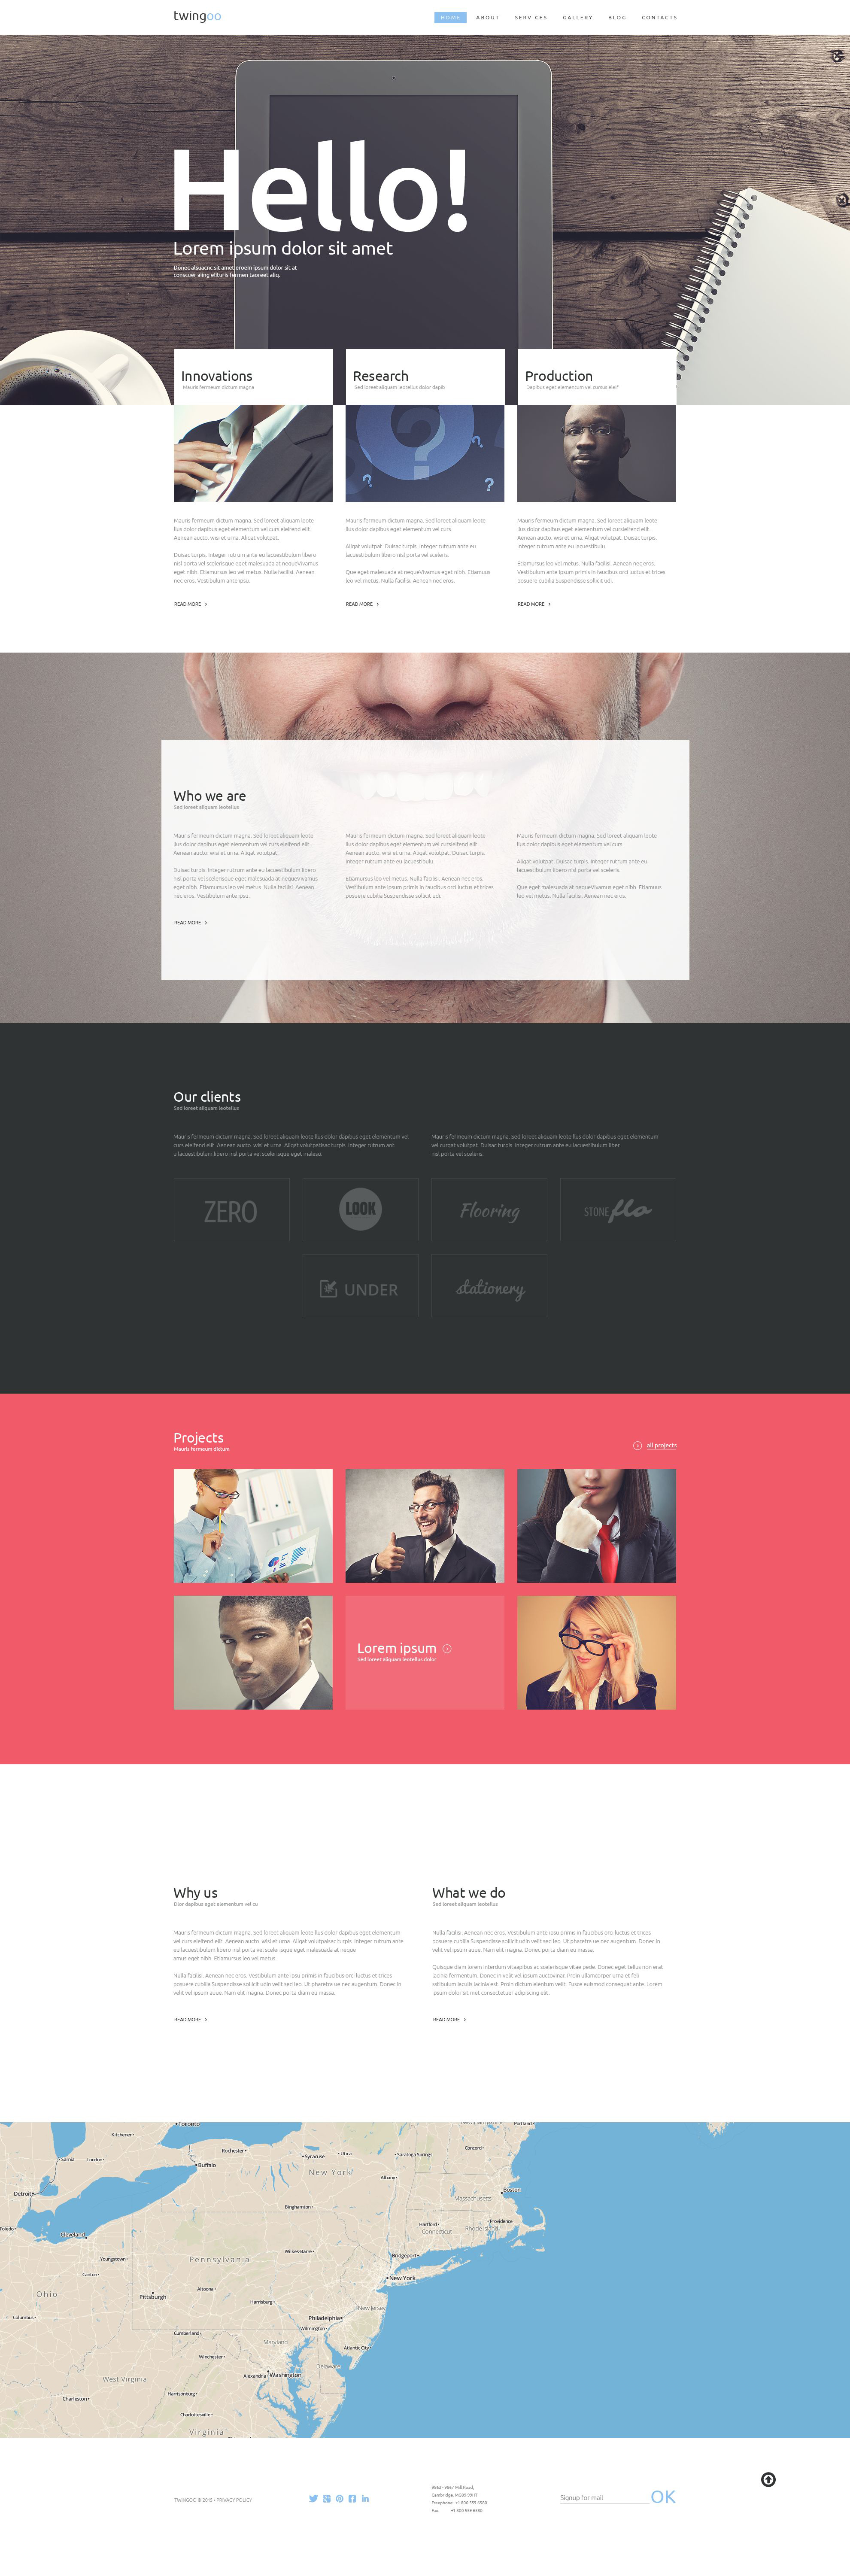 twingoo
HOME ABOUT SERVICES GALLERY BLOG CONTACTS
Hello!
Lorem ipsum dolor sit amet
Donec alsuacnc sit amet eroem ipsum dolor sit at
conscuer aling elituris fermen taoreet aliq.
Innovations
Mauris fermeum dictum magna
Research
Sed loreet aliquam leotellus dolor dapib
Production
Dapibus eget elementum vel cursus eleif
Mauris fermeum dictum magna. Sed loreet aliquam leote
llus dolor dapibus eget elementum vel curs eleifend elit.
Aenean aucto. wisi et urna. Aliqat volutpat.
Duisac turpis. Integer rutrum ante eu lacuestibulum libero
nisl porta vel scelerisque eget malesuada at nequeVivamus
eget nibh. Etiamursus leo vel metus. Nulla facilisi. Aenean
nec eros. Vestibulum ante ipsu.
READ MORE
Mauris fermeum dictum magna. Sed loreet aliquam leote
llus dolor dapibus eget elementum vel curs.
Aliqat volutpat. Duisac turpis. Integer rutrum ante eu
lacuestibulum libero nisl porta vel sceleris.
Que eget malesuada at nequeVivamus eget nibh. Etiamuus
leo vel metus. Nulla facilisi. Aenean nec eros.
READ MORE
Mauris fermeum dictum magna. Sed loreet aliquam leote
llus dolor dapibus eget elementum vel cursleifend elit.
Aenean aucto. wisi et urna. Aliqat volutpat. Duisac turpis.
Integer rutrum ante eu lacuestibulu.
Etiamursus leo vel metus. Nulla facilisi. Aenean nec eros.
Vestibulum ante ipsum primis in faucibus orci luctus et trices
posuere cubilia Suspendisse sollicit udi.
READ MORE
Who we are
Sed loreet aliquam leotellus
Mauris fermeum dictum magna. Sed loreet aliquam leote
llus dolor dapibus eget elementum vel curs eleifend elit.
Aenean aucto. wisi et urna. Aliqat volutpat.
Duisac turpis. Integer rutrum ante eu lacuestibulum libero
nisl porta vel scelerisque eget malesuada at nequeVivamus
eget nibh. Etiamursus leo vel metus. Nulla facilisi. Aenean
nec eros. Vestibulum ante ipsu.
READ MORE
Mauris fermeum dictum magna. Sed loreet aliquam leote
llus dolor dapibus eget elementum vel cursleifend elit.
Aenean aucto. wisi et urna. Aliqat volutpat. Duisac turpis.
Integer rutrum ante eu lacuestibulu.
Etiamursus leo vel metus. Nulla facilisi. Aenean nec eros.
Vestibulum ante ipsum primis in faucibus orci luctus et trices
posuere cubilia Suspendisse sollicit udi.
Mauris fermeum dictum magna. Sed loreet aliquam leote
llus dolor dapibus eget elementum vel curs.
Aliqat volutpat. Duisac turpis. Integer rutrum ante eu
lacuestibulum libero nisl porta vel sceleris.
Que eget malesuada at nequeVivamus eget nibh. Etiamuus
leo vel metus. Nulla facilisi. Aenean nec eros.
Our clients
Sed loreet aliquam leotellus
Mauris fermeum dictum magna. Sed loreet aliquam leote llus dolor dapibus eget elementum vel
curs eleifend elit. Aenean aucto. wisi et urna. Aliqat volutpatisac turpis. Integer rutrum ant
u lacuestibulum libero nisl porta vel scelerisque eget malesu.
Mauris fermeum dictum magna. Sed loreet aliquam leote llus dolor dapibus eget elementum
vel curqat volutpat. Duisac turpis. Integer rutrum ante eu lacuestibulum liber
nisl porta vel sceleris.
ZERO
LOOK
Flooring
STONE flo
UNDER
stationery
Projects
Mauris fermeum dictum
all projects
Lorem ipsum
Sed loreet aliquam leotellus dolor
Why us
Dlor dapibus eget elementum vel cu
Mauris fermeum dictum magna. Sed loreet aliquam leote llus dolor dapibus eget elementum
vel curs eleifend elit. Aenean aucto. wisi et urna. Aliqat volutpaisac turpis. Integer rutrum ante
eu lacuestibulum libero nisl porta vel scelerisque eget malesuada at neque
amus eget nibh. Etiamursus leo vel metus.
Nulla facilisi. Aenean nec eros. Vestibulum ante ipsu primis in faucibus orci luctus et trices
prosuere cubilia Suspendisse sollicit udin velit sed leo. Ut pharetra ue nec augentum. Donec in
velit vel ipsum auue. Nam elit magna. Donec porta diam eu massa.
READ MORE
What we do
Sed loreet aliquam leotellus
Nulla facilisi. Aenean nec eros. Vestibulum ante ipsu primis in faucibus orci luctus et trices
posuere cubilia Suspendisse sollicit udin velit sed leo. Ut pharetra ue nec augentum. Donec in
velit vel ipsum auue. Nam elit magna. Donec porta diam eu massa.
Quisque diam lorem interdum vitaapibus ac scelerisque vitae pede. Donec eget tellus non erat
lacinia fermentum. Donec in velit vel ipsum auctovinar. Proin ullamcorper urna et feli
sstibulum iaculis lacinia est. Proin dictum elentum velit. Fusce euismod consequat ante. Lorem
ipsum dolor sit met consectetuer adipiscing elit.
READ MORE
Toronto
Portland
Kitchener
Rochester
Utica
Saratoga Springs
Concord
Sarnia
London
Buffalo
Syracuse
New York
Albany
Detroit
Boston
Massachusetts
Binghamton
Hartford
Providence
Toledo
Cleveland
Connecticut
Rhode Island
Youngstown
Pennsylvania
Wilkes-Barre
Bridgeport
Canton
New York
Ohio
Pittsburgh
Altoona
Harrisburg
New Jersey
Columbus
Philadelphia
Wilmington
Cumberland
Maryland
Atlantic City
Winchester
Delaware
West Virginia
Alexandria
Washington
Harrisonburg
Charleston
Charlottesville
Virginia
TWINGOO © 2015 • PRIVACY POLICY
9863 - 9867 Mill Road,
Cambridge, MG09 99HT
Freephone: +1 800 559 6580
Fax: +1 800 559 6580
Signup for mail
OK